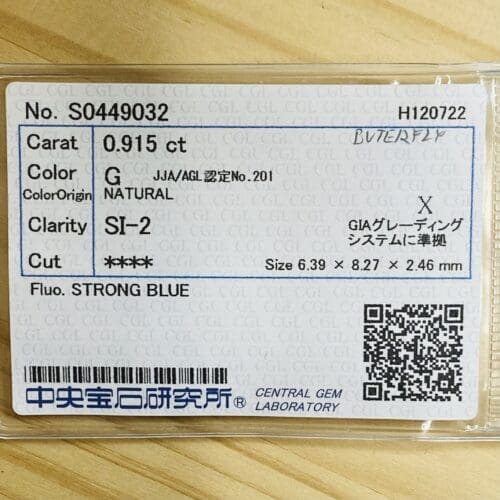 No. S0449032 H120722
Carat 0.915 ct BUTERFLY
Color G JJA/AGL 認定No.201
ColorOrigin NATURAL
Clarity SI-2 X
GIAグレーディング
システムに準拠
Cut **** Size 6.39 × 8.27 × 2.46 mm
Fluo. STRONG BLUE
中央宝石研究所® CENTRAL GEM
LABORATORY